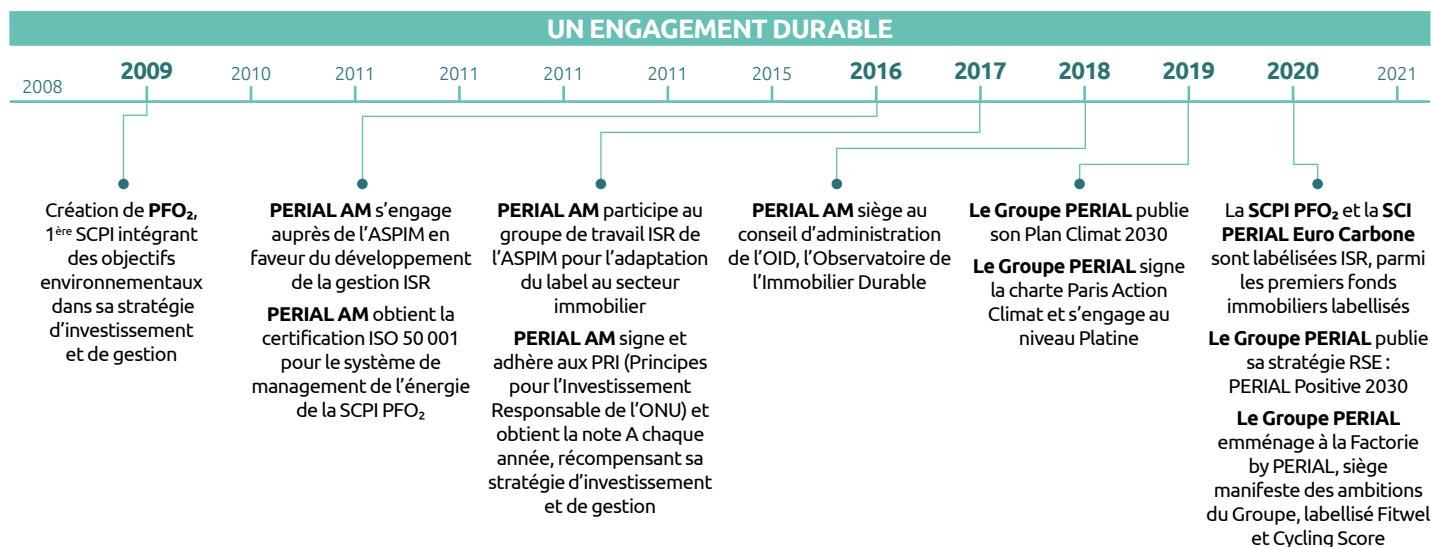 UN ENGAGEMENT DURABLE
2008 2009 2010 2011 2011 2011 2011 2015 2016 2017 2018 2019 2020 2021
Création de PFO₂,
1ère SCPI intégrant
des objectifs
environnementaux
dans sa stratégie
d’investissement
et de gestion
PERIAL AM s’engage
auprès de l’ASPIM en
faveur du développement
de la gestion ISR
PERIAL AM obtient la
certification ISO 50 001
pour le système de
management de l’énergie
de la SCPI PFO₂
PERIAL AM participe au
groupe de travail ISR de
l’ASPIM pour l’adaptation
du label au secteur
immobilier
PERIAL AM signe et
adhère aux PRI (Principes
pour l’Investissement
Responsable de l’ONU) et
obtient la note A chaque
année, récompensant sa
stratégie d’investissement
et de gestion
PERIAL AM siège au
conseil d’administration
de l’OID, l’Observatoire de
l’Immobilier Durable
Le Groupe PERIAL publie
son Plan Climat 2030
Le Groupe PERIAL signe
la charte Paris Action
Climat et s’engage au
niveau Platine
La SCPI PFO₂ et la SCI
PERIAL Euro Carbone
sont labélisées ISR, parmi
les premiers fonds
immobiliers labellisés
Le Groupe PERIAL publie
sa stratégie RSE :
PERIAL Positive 2030
Le Groupe PERIAL
emménage à la Factorie
by PERIAL, siège
manifeste des ambitions
du Groupe, labellisé Fitwel
et Cycling Score